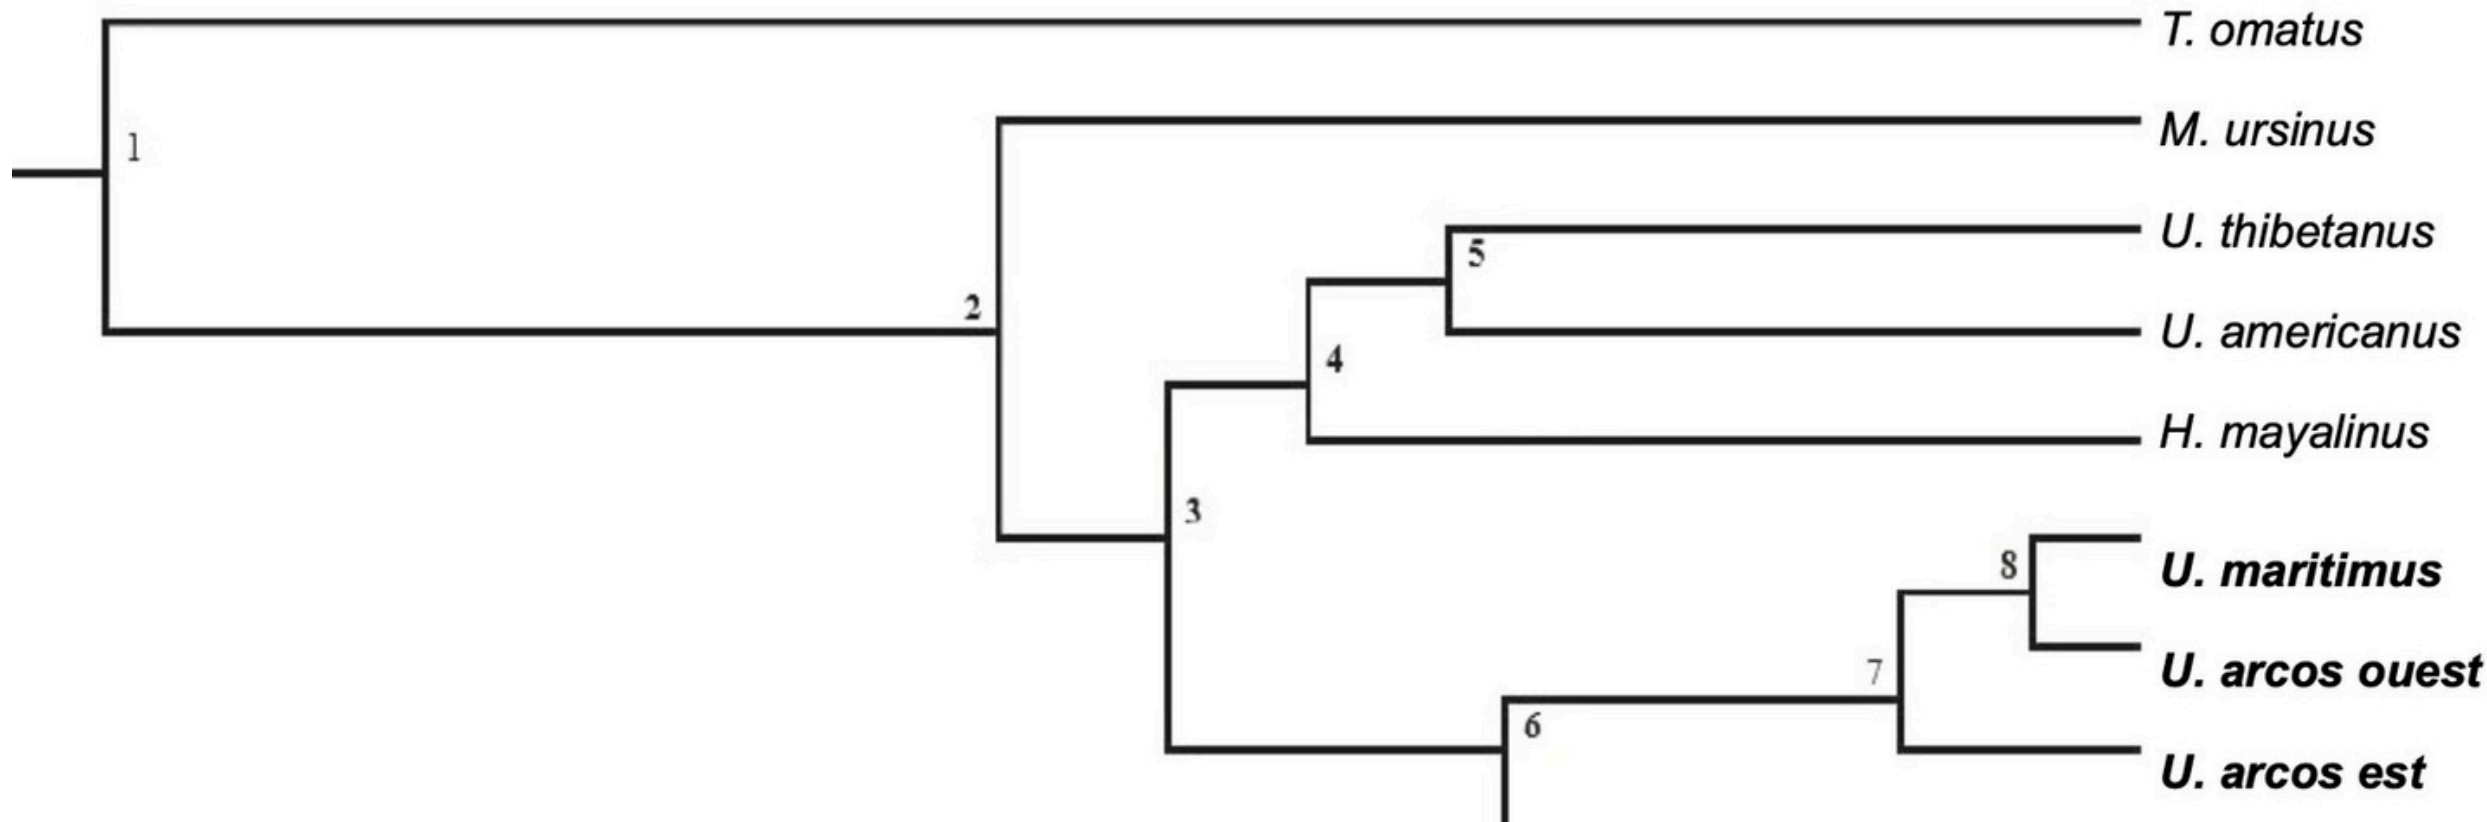 T. omatus
M. ursinus
1
U. thibetanus
5
2
U. americanus
4
H. mayalinus
3
8
U. maritimus
7
U. arcos ouest
6
U. arcos est